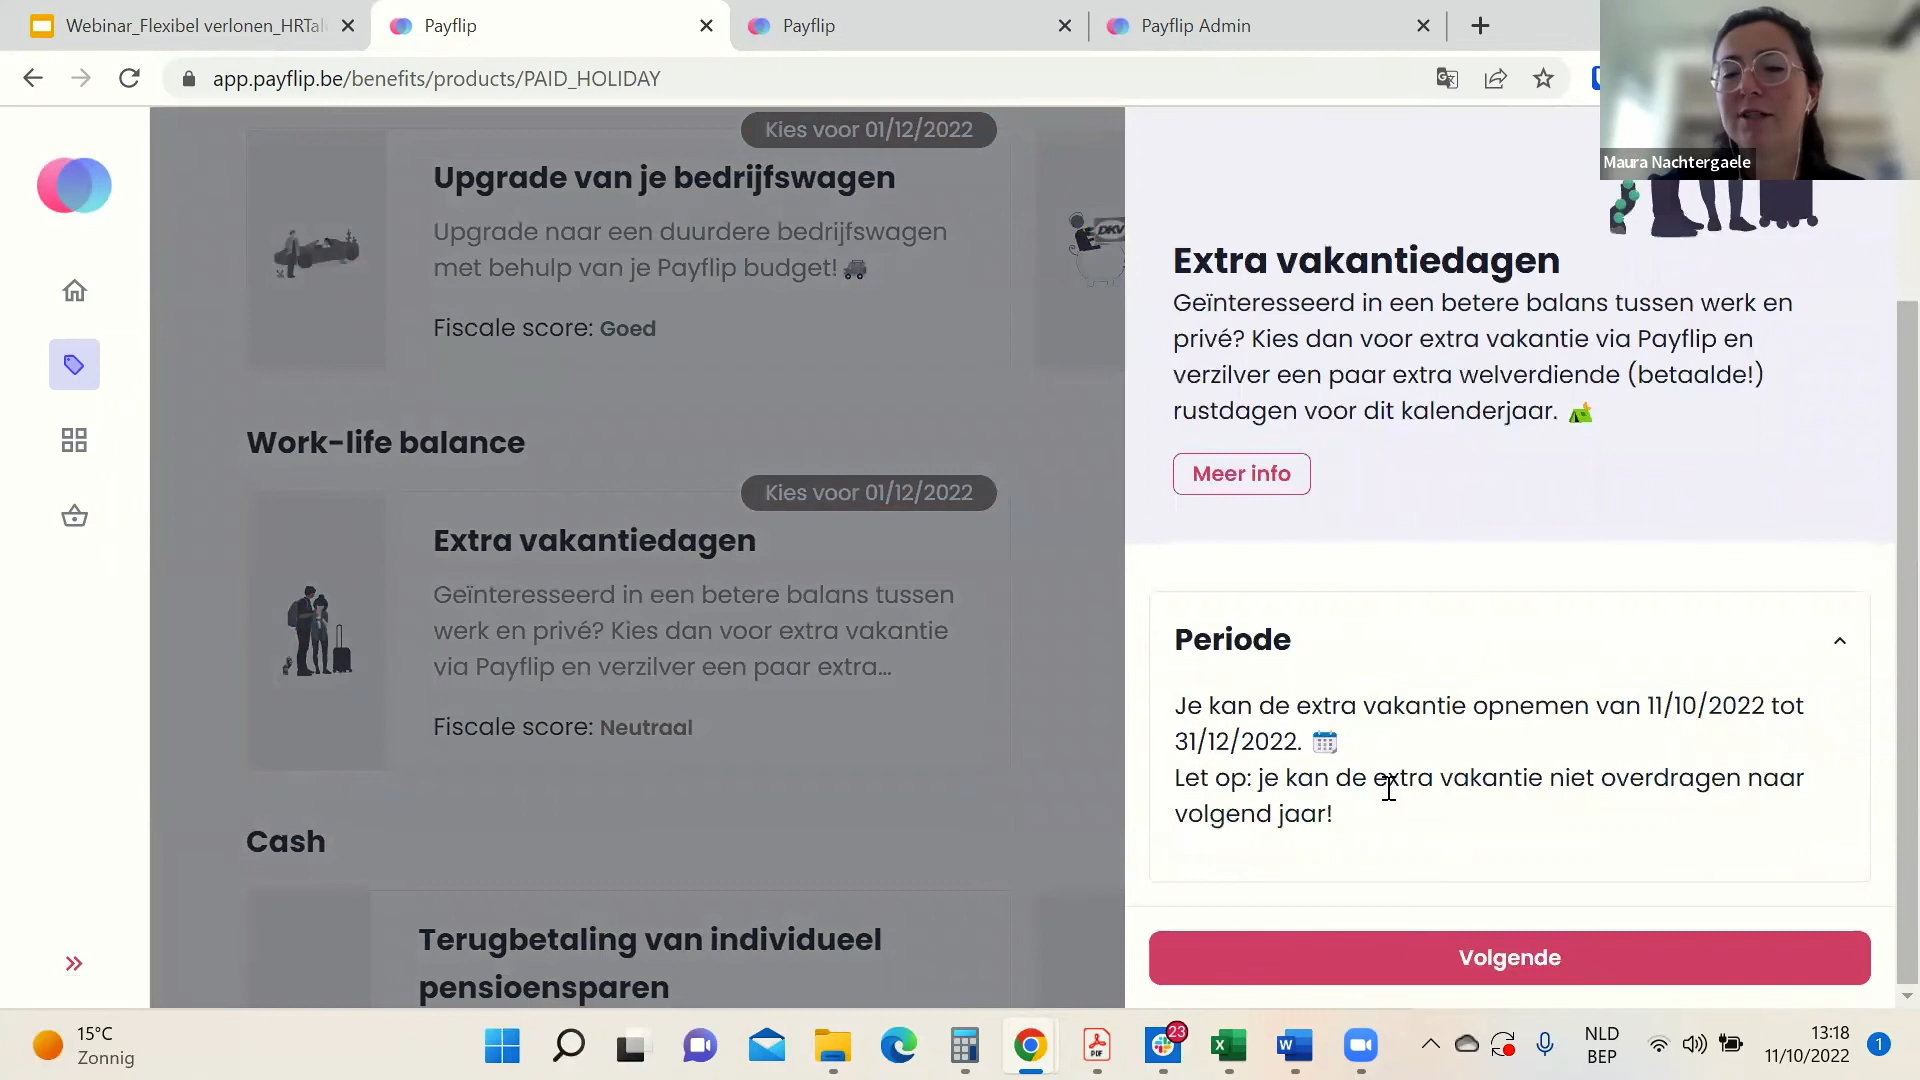 Webinar_Flexibel verlonen_HRTal
Payflip
Payflip
Payflip Admin
app.payflip.be/benefits/products/PAID_HOLIDAY
Maura Nachtergaele
Kies voor 01/12/2022
Upgrade van je bedrijfswagen
Upgrade naar een duurdere bedrijfswagen
met behulp van je Payflip budget!
Fiscale score: Goed
DKV
Work-life balance
Kies voor 01/12/2022
Extra vakantiedagen
Geïnteresseerd in een betere balans tussen
werk en privé? Kies dan voor extra vakantie
via Payflip en verzilver een paar extra...
Fiscale score: Neutraal
Cash
Terugbetaling van individueel
pensioensparen
Extra vakantiedagen
Geïnteresseerd in een betere balans tussen werk en
privé? Kies dan voor extra vakantie via Payflip en
verzilver een paar extra welverdiende (betaalde!)
rustdagen voor dit kalenderjaar.
Meer info
Periode
Je kan de extra vakantie opnemen van 11/10/2022 tot
31/12/2022.
Let op: je kan de extra vakantie niet overdragen naar
volgend jaar!
Volgende
15°C
Zonnig
PDF
23
X
W
NLD
BEP
13:18
11/10/2022
1